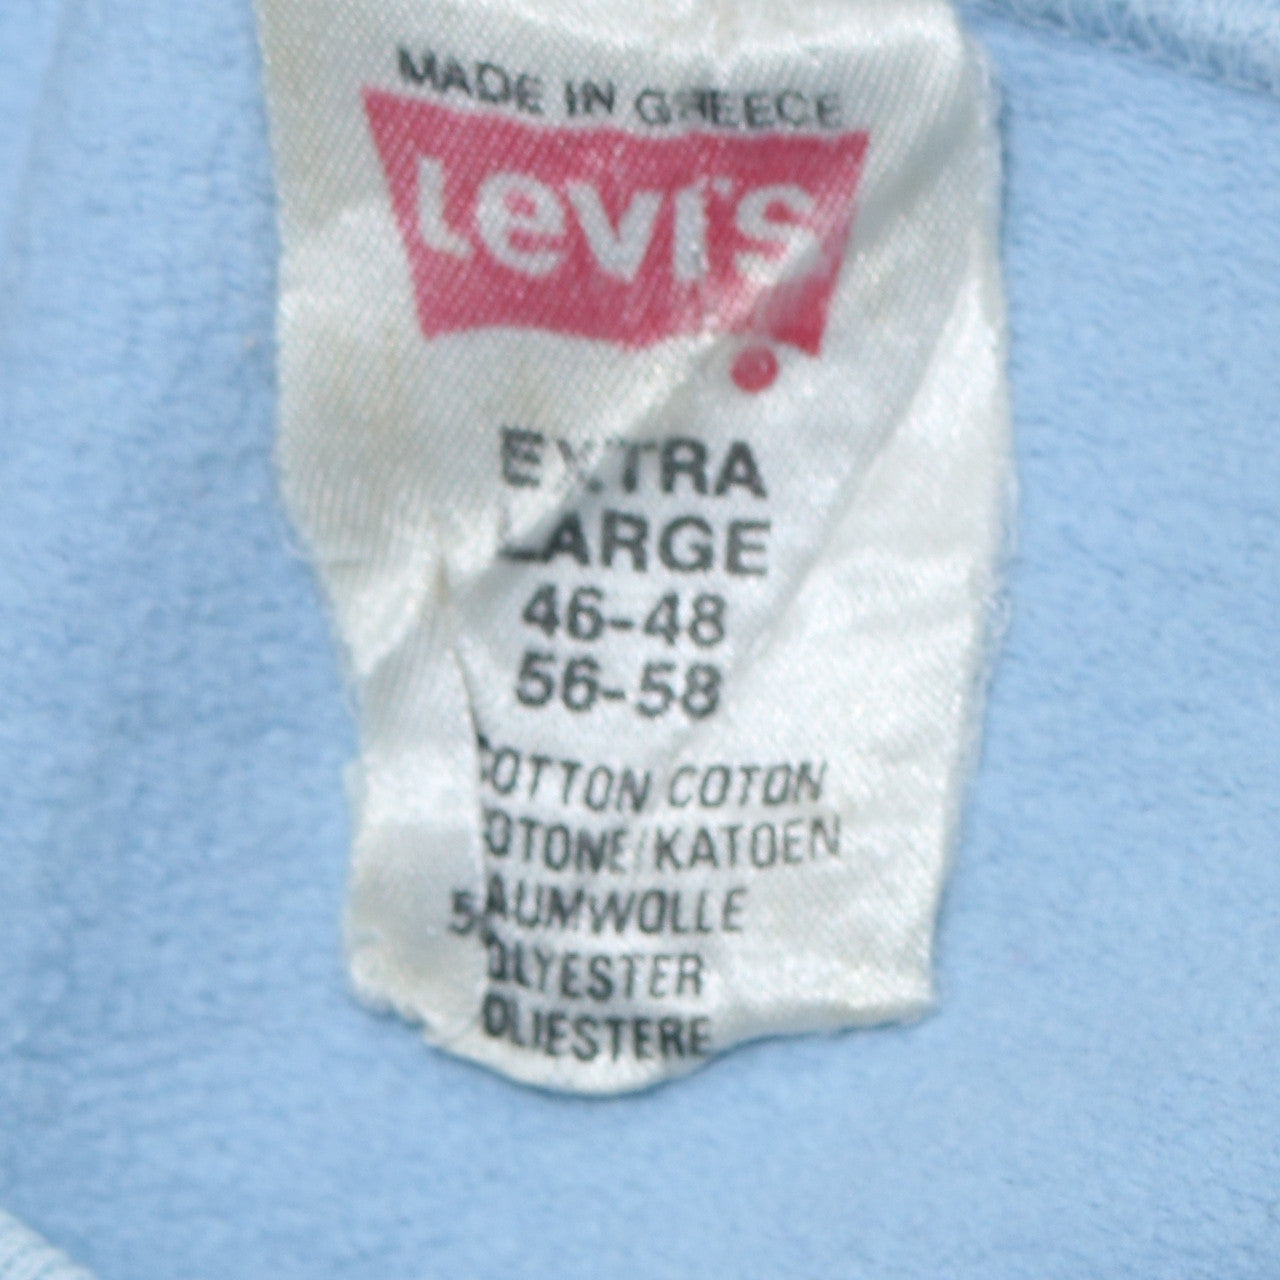 MADE IN GREECE
Levi's
EXTRA
LARGE
46-48
56-58
COTTON COTON
COTONE/KATOEN
BAUMWOLLE
POLYESTER
POLIESTERE